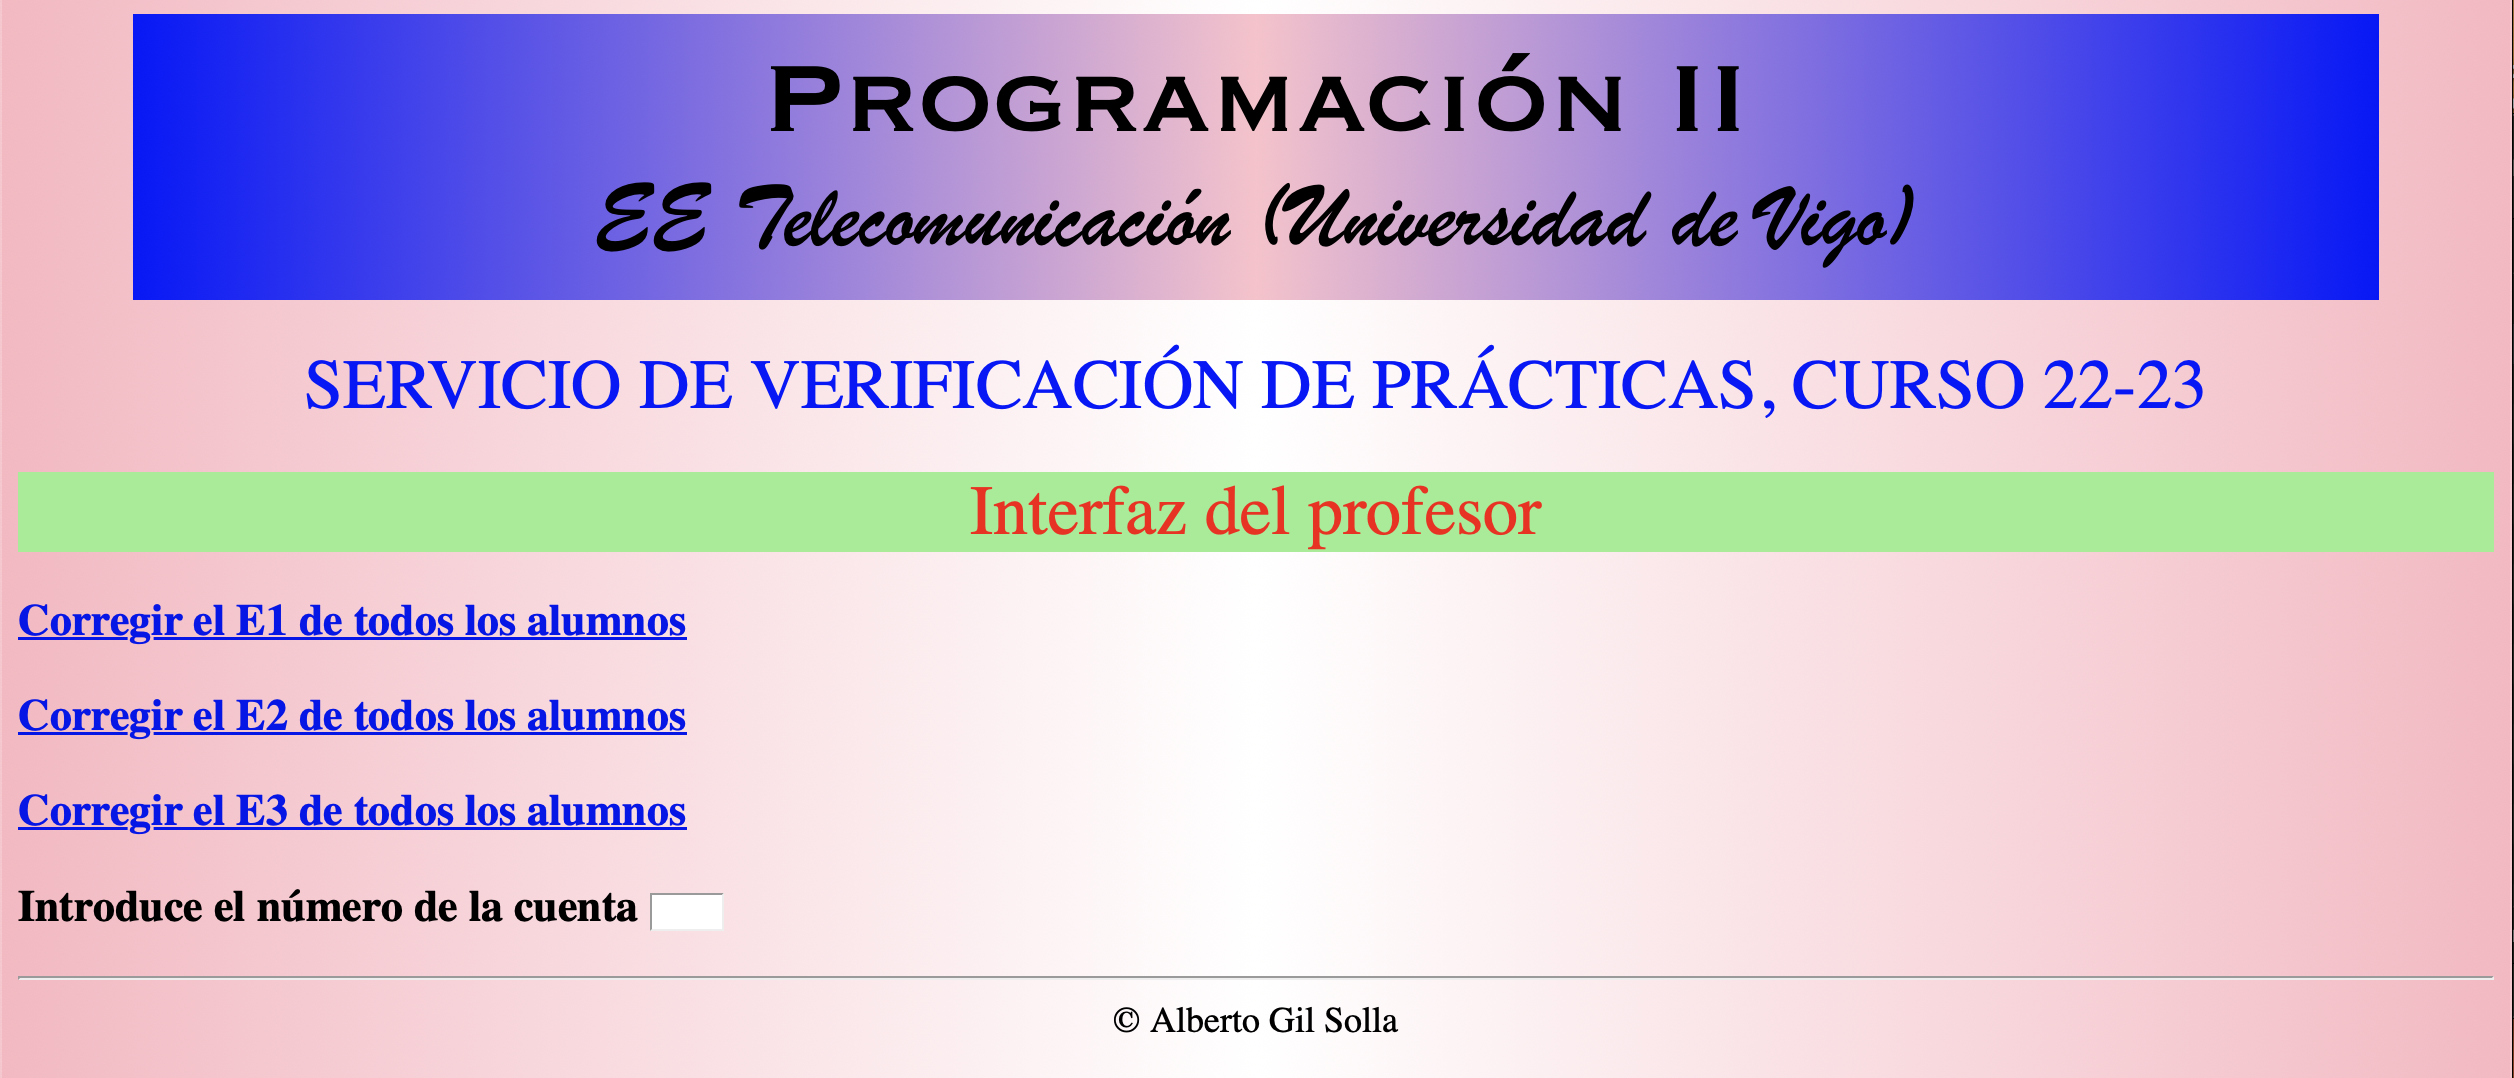 Programación II
EE Telecomunicación (Universidad de Vigo)
SERVICIO DE VERIFICACIÓN DE PRÁCTICAS, CURSO 22-23
Interfaz del profesor
Corregir el E1 de todos los alumnos
Corregir el E2 de todos los alumnos
Corregir el E3 de todos los alumnos
Introduce el número de la cuenta
© Alberto Gil Solla